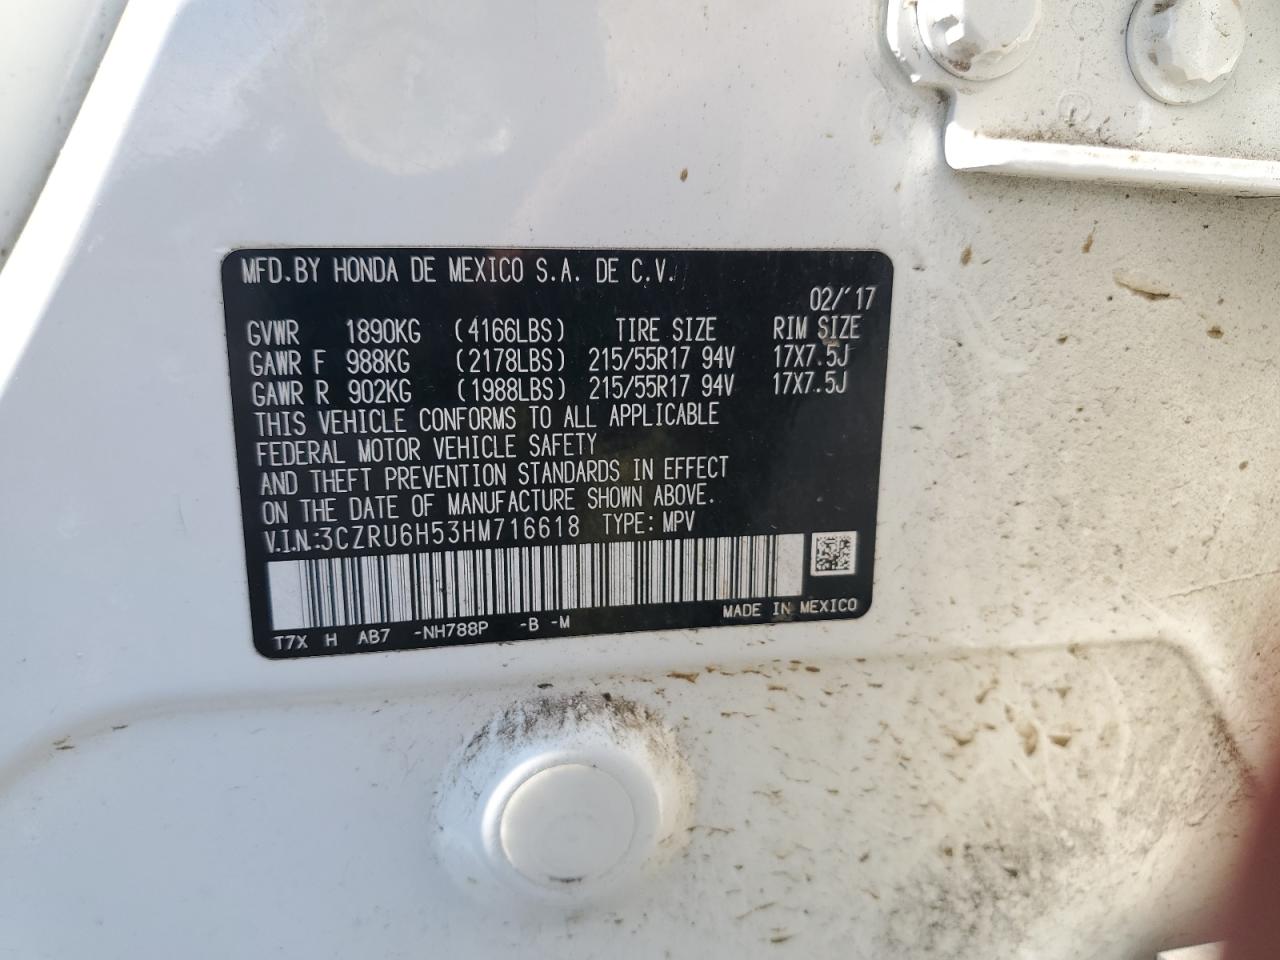 MFD.BY HONDA DE MEXICO S.A. DE C.V.
02/'17
GVWR 1890KG (4166LBS) TIRE SIZE RIM SIZE
GAWR F 988KG (2178LBS) 215/55R17 94V 17X7.5J
GAWR R 902KG (1988LBS) 215/55R17 94V 17X7.5J
THIS VEHICLE CONFORMS TO ALL APPLICABLE
FEDERAL MOTOR VEHICLE SAFETY
AND THEFT PREVENTION STANDARDS IN EFFECT
ON THE DATE OF MANUFACTURE SHOWN ABOVE.
V.I.N.:3CZRU6H53HM716618 TYPE: MPV
MADE IN MEXICO
T7X H AB7 -NH788P -B -M